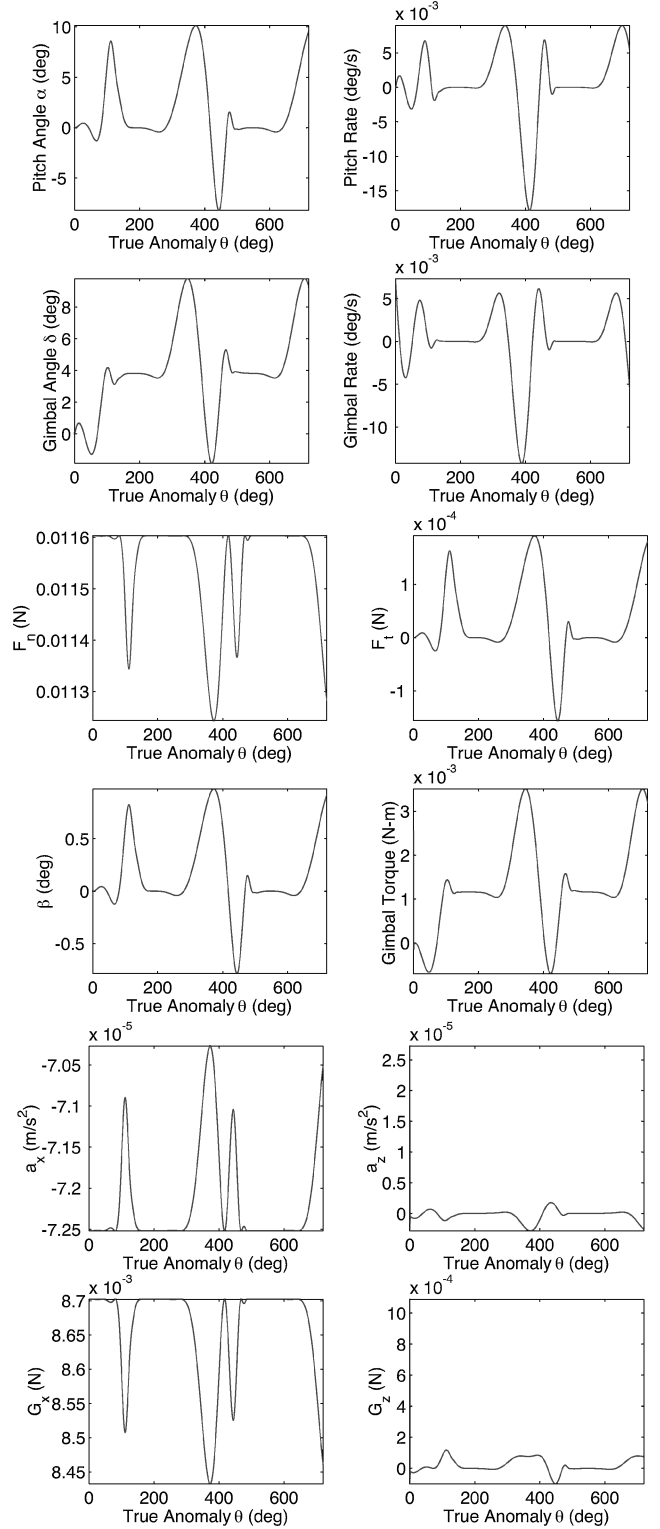 x 10⁻³
10
5
0
-5
Pitch Angle α (deg)
0 200 400 600
True Anomaly θ (deg)
5
0
-5
-10
-15
Pitch Rate (deg/s)
0 200 400 600
True Anomaly θ (deg)
x 10⁻³
8
6
4
2
0
Gimbal Angle δ (deg)
0 200 400 600
True Anomaly θ (deg)
5
0
-5
-10
Gimbal Rate (deg/s)
0 200 400 600
True Anomaly θ (deg)
0.0116
0.0115
0.0114
0.0113
Fₙ (N)
0 200 400 600
True Anomaly θ (deg)
x 10⁻⁴
1
0
-1
Fₜ (N)
0 200 400 600
True Anomaly θ (deg)
0.5
0
-0.5
β (deg)
0 200 400 600
True Anomaly θ (deg)
x 10⁻³
3
2
1
0
Gimbal Torque (N-m)
0 200 400 600
True Anomaly θ (deg)
x 10⁻⁵
-7.05
-7.1
-7.15
-7.2
-7.25
aₓ (m/s²)
0 200 400 600
True Anomaly θ (deg)
x 10⁻⁵
2.5
2
1.5
1
0.5
0
a_z (m/s²)
0 200 400 600
True Anomaly θ (deg)
x 10⁻³
8.7
8.65
8.6
8.55
8.5
8.45
Gₓ (N)
0 200 400 600
True Anomaly θ (deg)
x 10⁻⁴
10
8
6
4
2
0
G_z (N)
0 200 400 600
True Anomaly θ (deg)